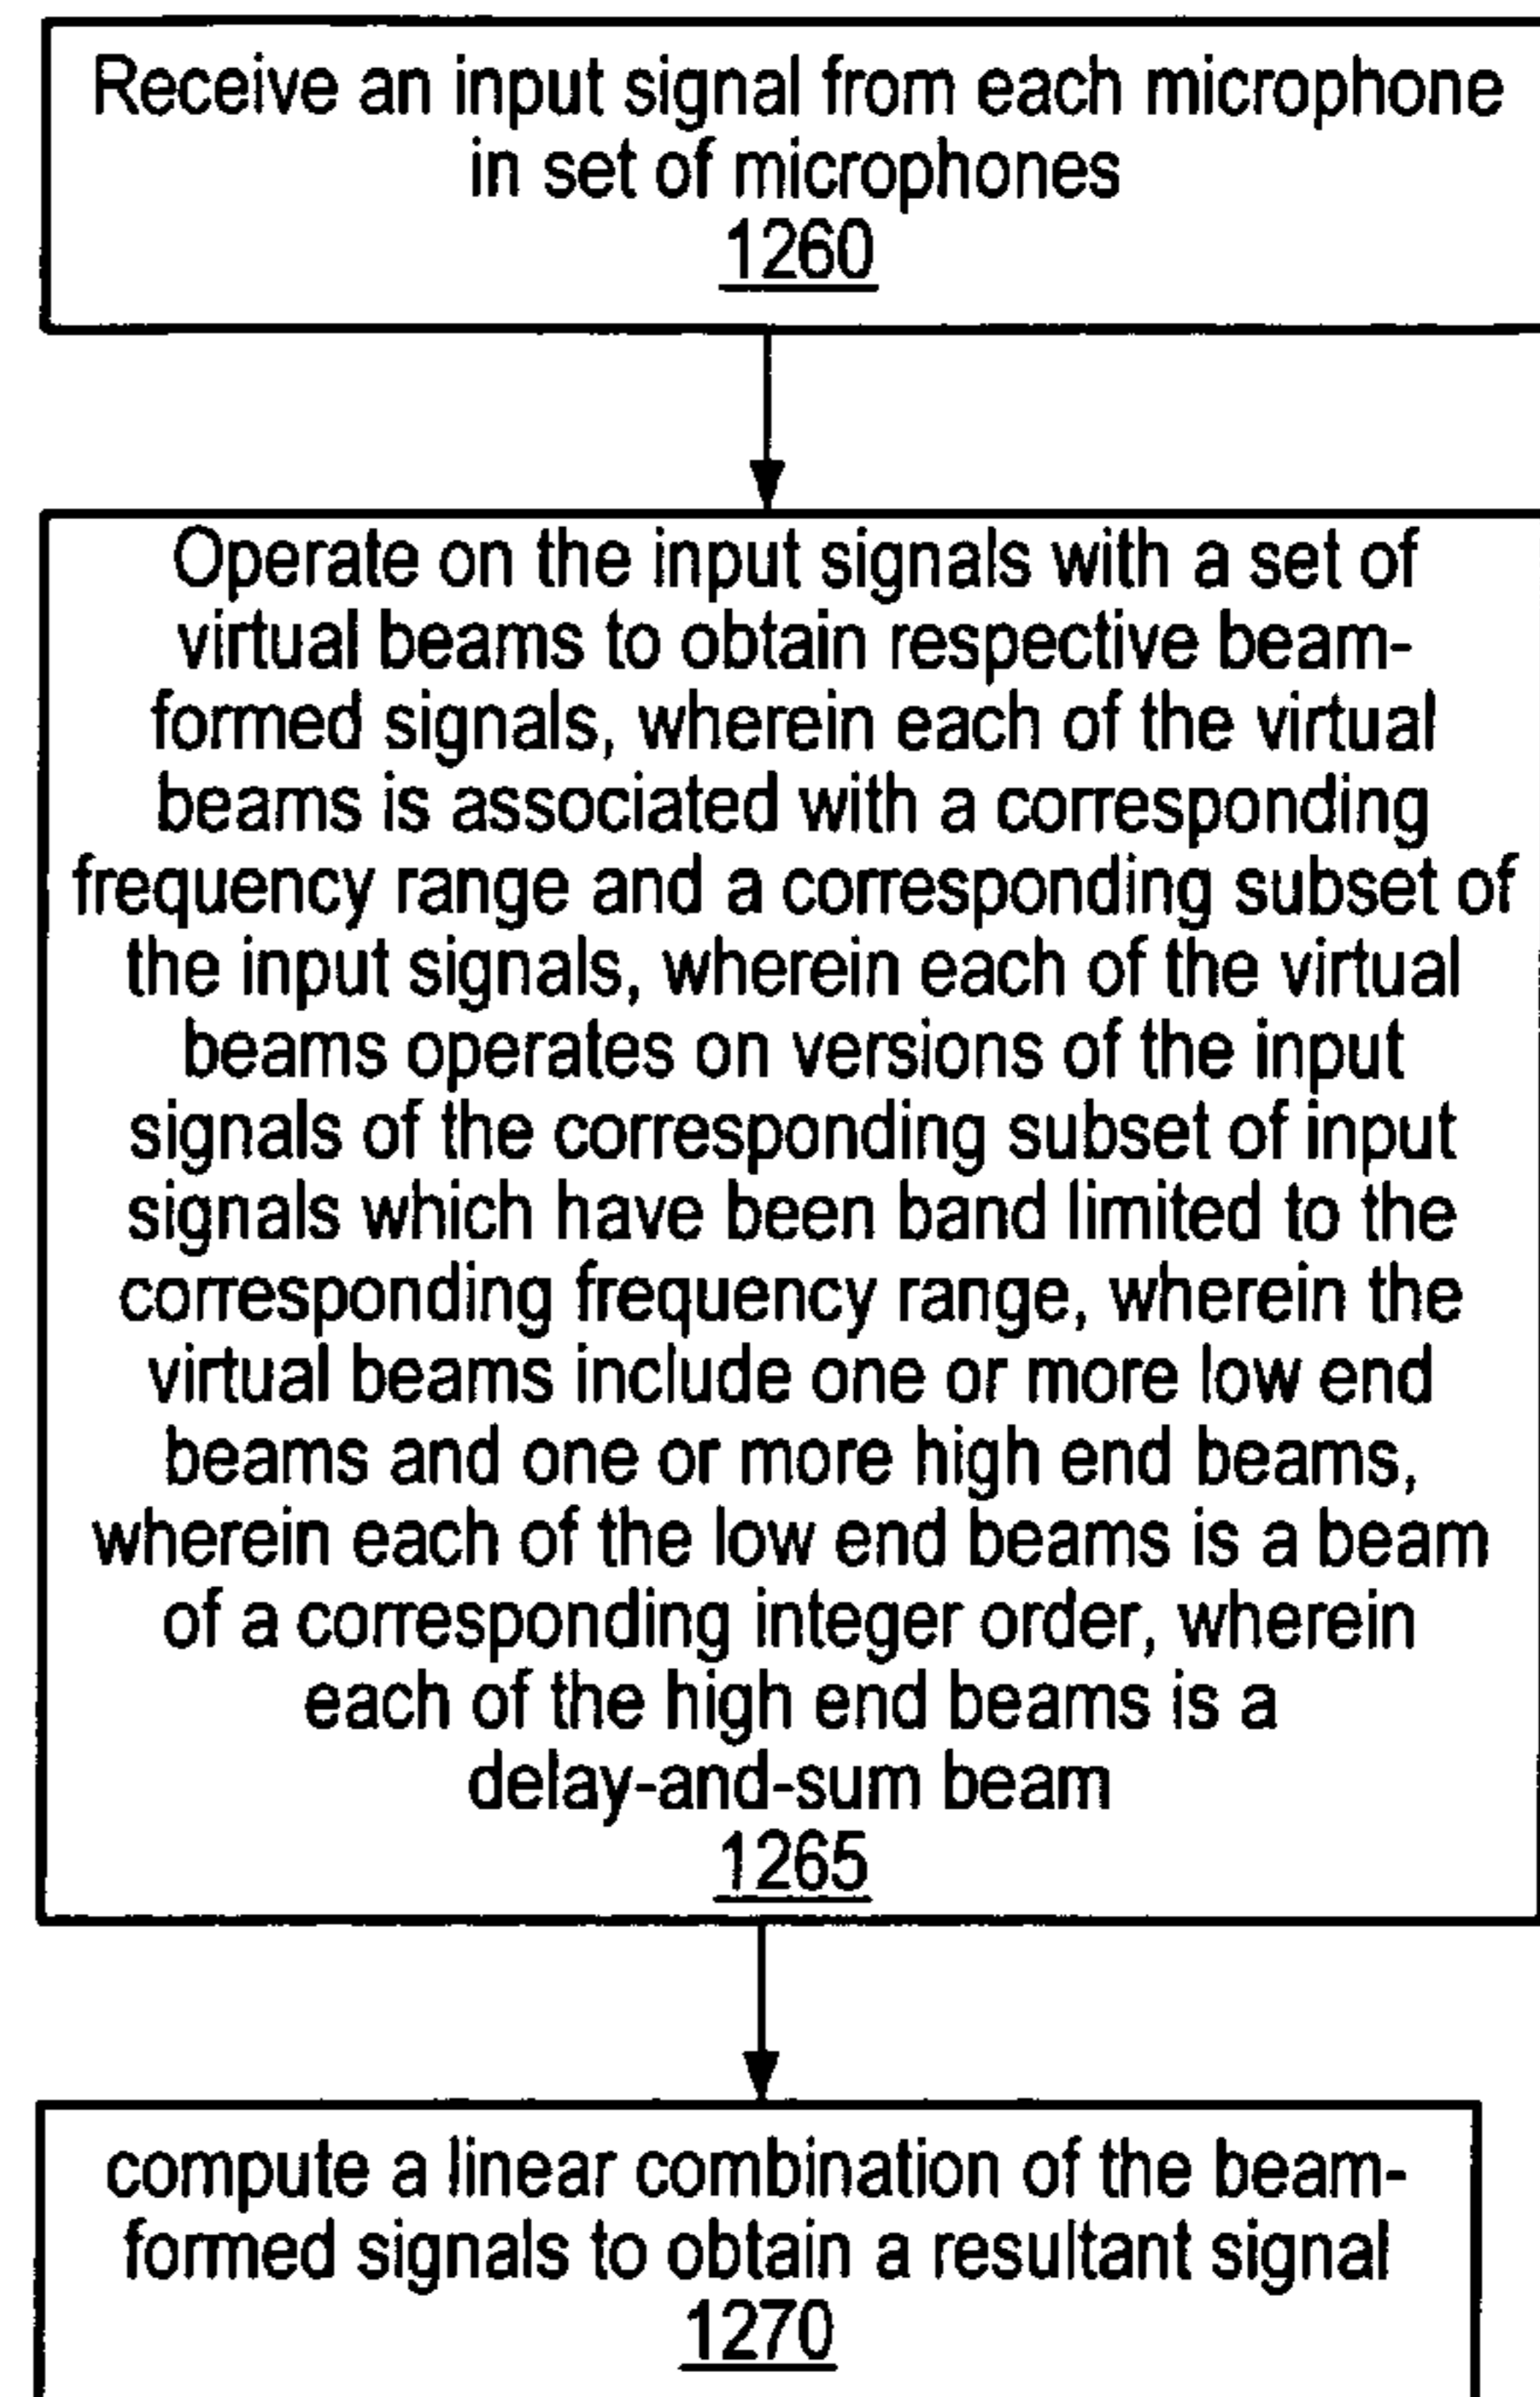 Receive an input signal from each microphone
in set of microphones
1260
Operate on the input signals with a set of
virtual beams to obtain respective beam-
formed signals, wherein each of the virtual
beams is associated with a corresponding
frequency range and a corresponding subset of
the input signals, wherein each of the virtual
beams operates on versions of the input
signals of the corresponding subset of input
signals which have been band limited to the
corresponding frequency range, wherein the
virtual beams include one or more low end
beams and one or more high end beams,
wherein each of the low end beams is a beam
of a corresponding integer order, wherein
each of the high end beams is a
delay-and-sum beam
1265
compute a linear combination of the beam-
formed signals to obtain a resultant signal
1270